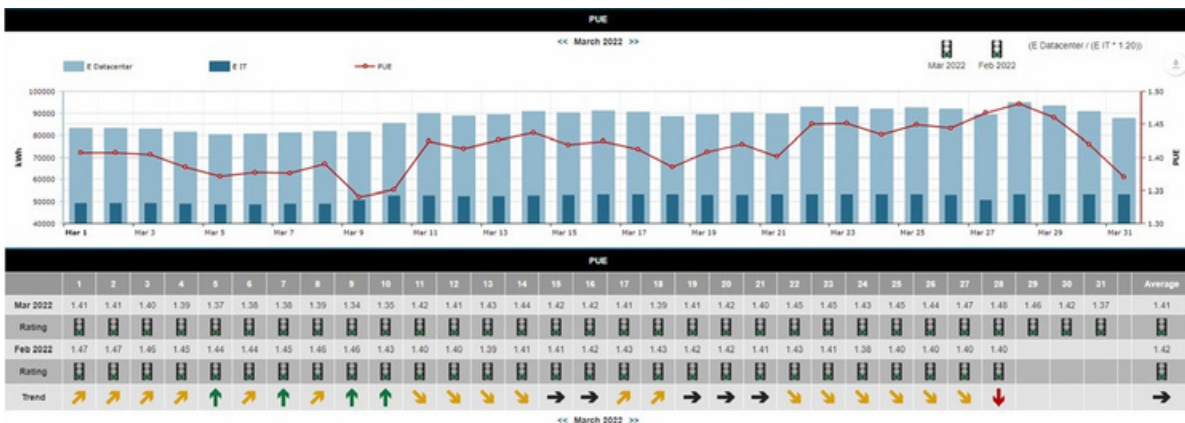 PUE
<< March 2022 >>
(E Datacenter / (E IT * 1.20))
Mar 2022 Feb 2022
E Datacenter E IT PUE
100000 90000 80000 70000 60000 50000 40000
kWh
1.50 1.45 1.40 1.35 1.30
PUE
Mar 1 Mar 3 Mar 5 Mar 7 Mar 9 Mar 11 Mar 13 Mar 15 Mar 17 Mar 19 Mar 21 Mar 23 Mar 25 Mar 27 Mar 29 Mar 31
PUE
1 2 3 4 5 6 7 8 9 10 11 12 13 14 15 16 17 18 19 20 21 22 23 24 25 26 27 28 29 30 31 Average
Mar 2022 1.41 1.41 1.40 1.39 1.37 1.38 1.38 1.39 1.34 1.35 1.42 1.41 1.43 1.44 1.42 1.42 1.41 1.39 1.41 1.42 1.40 1.45 1.45 1.43 1.45 1.44 1.47 1.48 1.46 1.42 1.37 1.41
Rating
Feb 2022 1.47 1.47 1.46 1.45 1.44 1.44 1.45 1.46 1.46 1.43 1.40 1.40 1.39 1.41 1.41 1.42 1.43 1.43 1.42 1.42 1.41 1.43 1.41 1.38 1.40 1.40 1.40 1.40 1.42
Rating
Trend
<< March 2022 >>